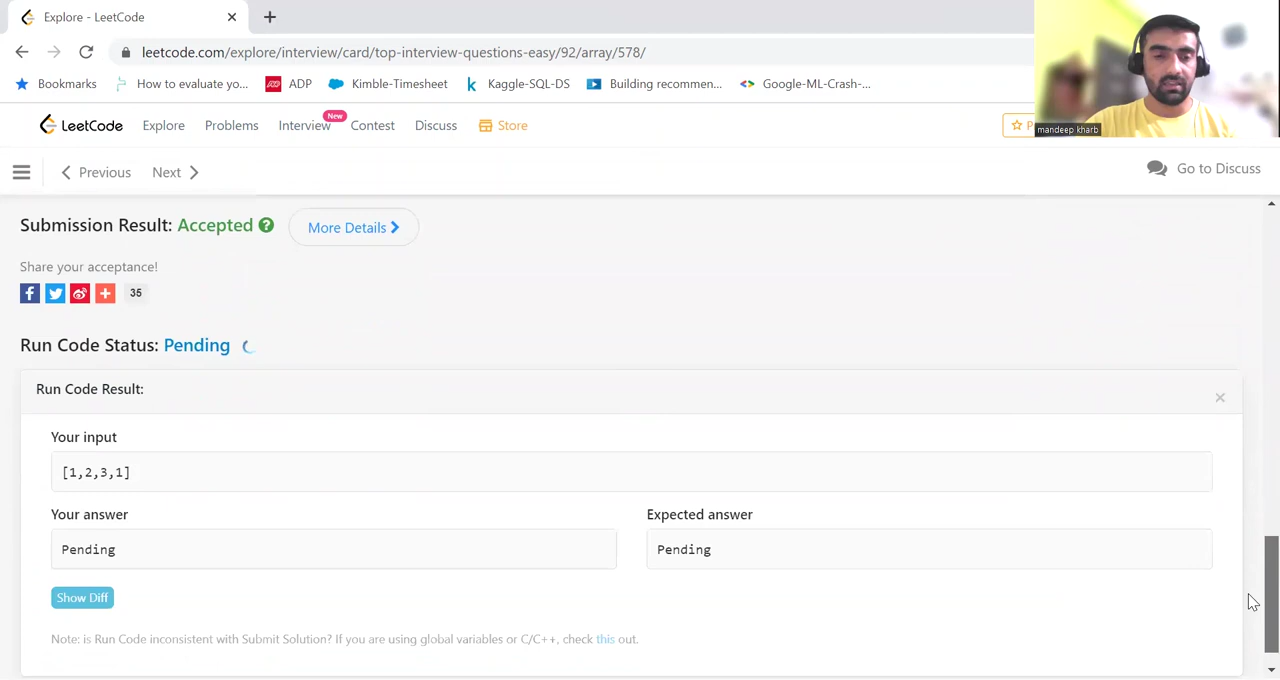 Explore - LeetCode
leetcode.com/explore/interview/card/top-interview-questions-easy/92/array/578/
Bookmarks How to evaluate yo... ADP Kimble-Timesheet Kaggle-SQL-DS Building recommen... Google-ML-Crash-...
mandeep kharb
New
LeetCode Explore Problems Interview Contest Discuss Store
Previous Next Go to Discuss
Submission Result: Accepted ? More Details
Share your acceptance!
35
Run Code Status: Pending
Run Code Result:
×
Your input
[1,2,3,1]
Your answer Expected answer
Pending Pending
Show Diff
Note: is Run Code inconsistent with Submit Solution? If you are using global variables or C/C++, check this out.